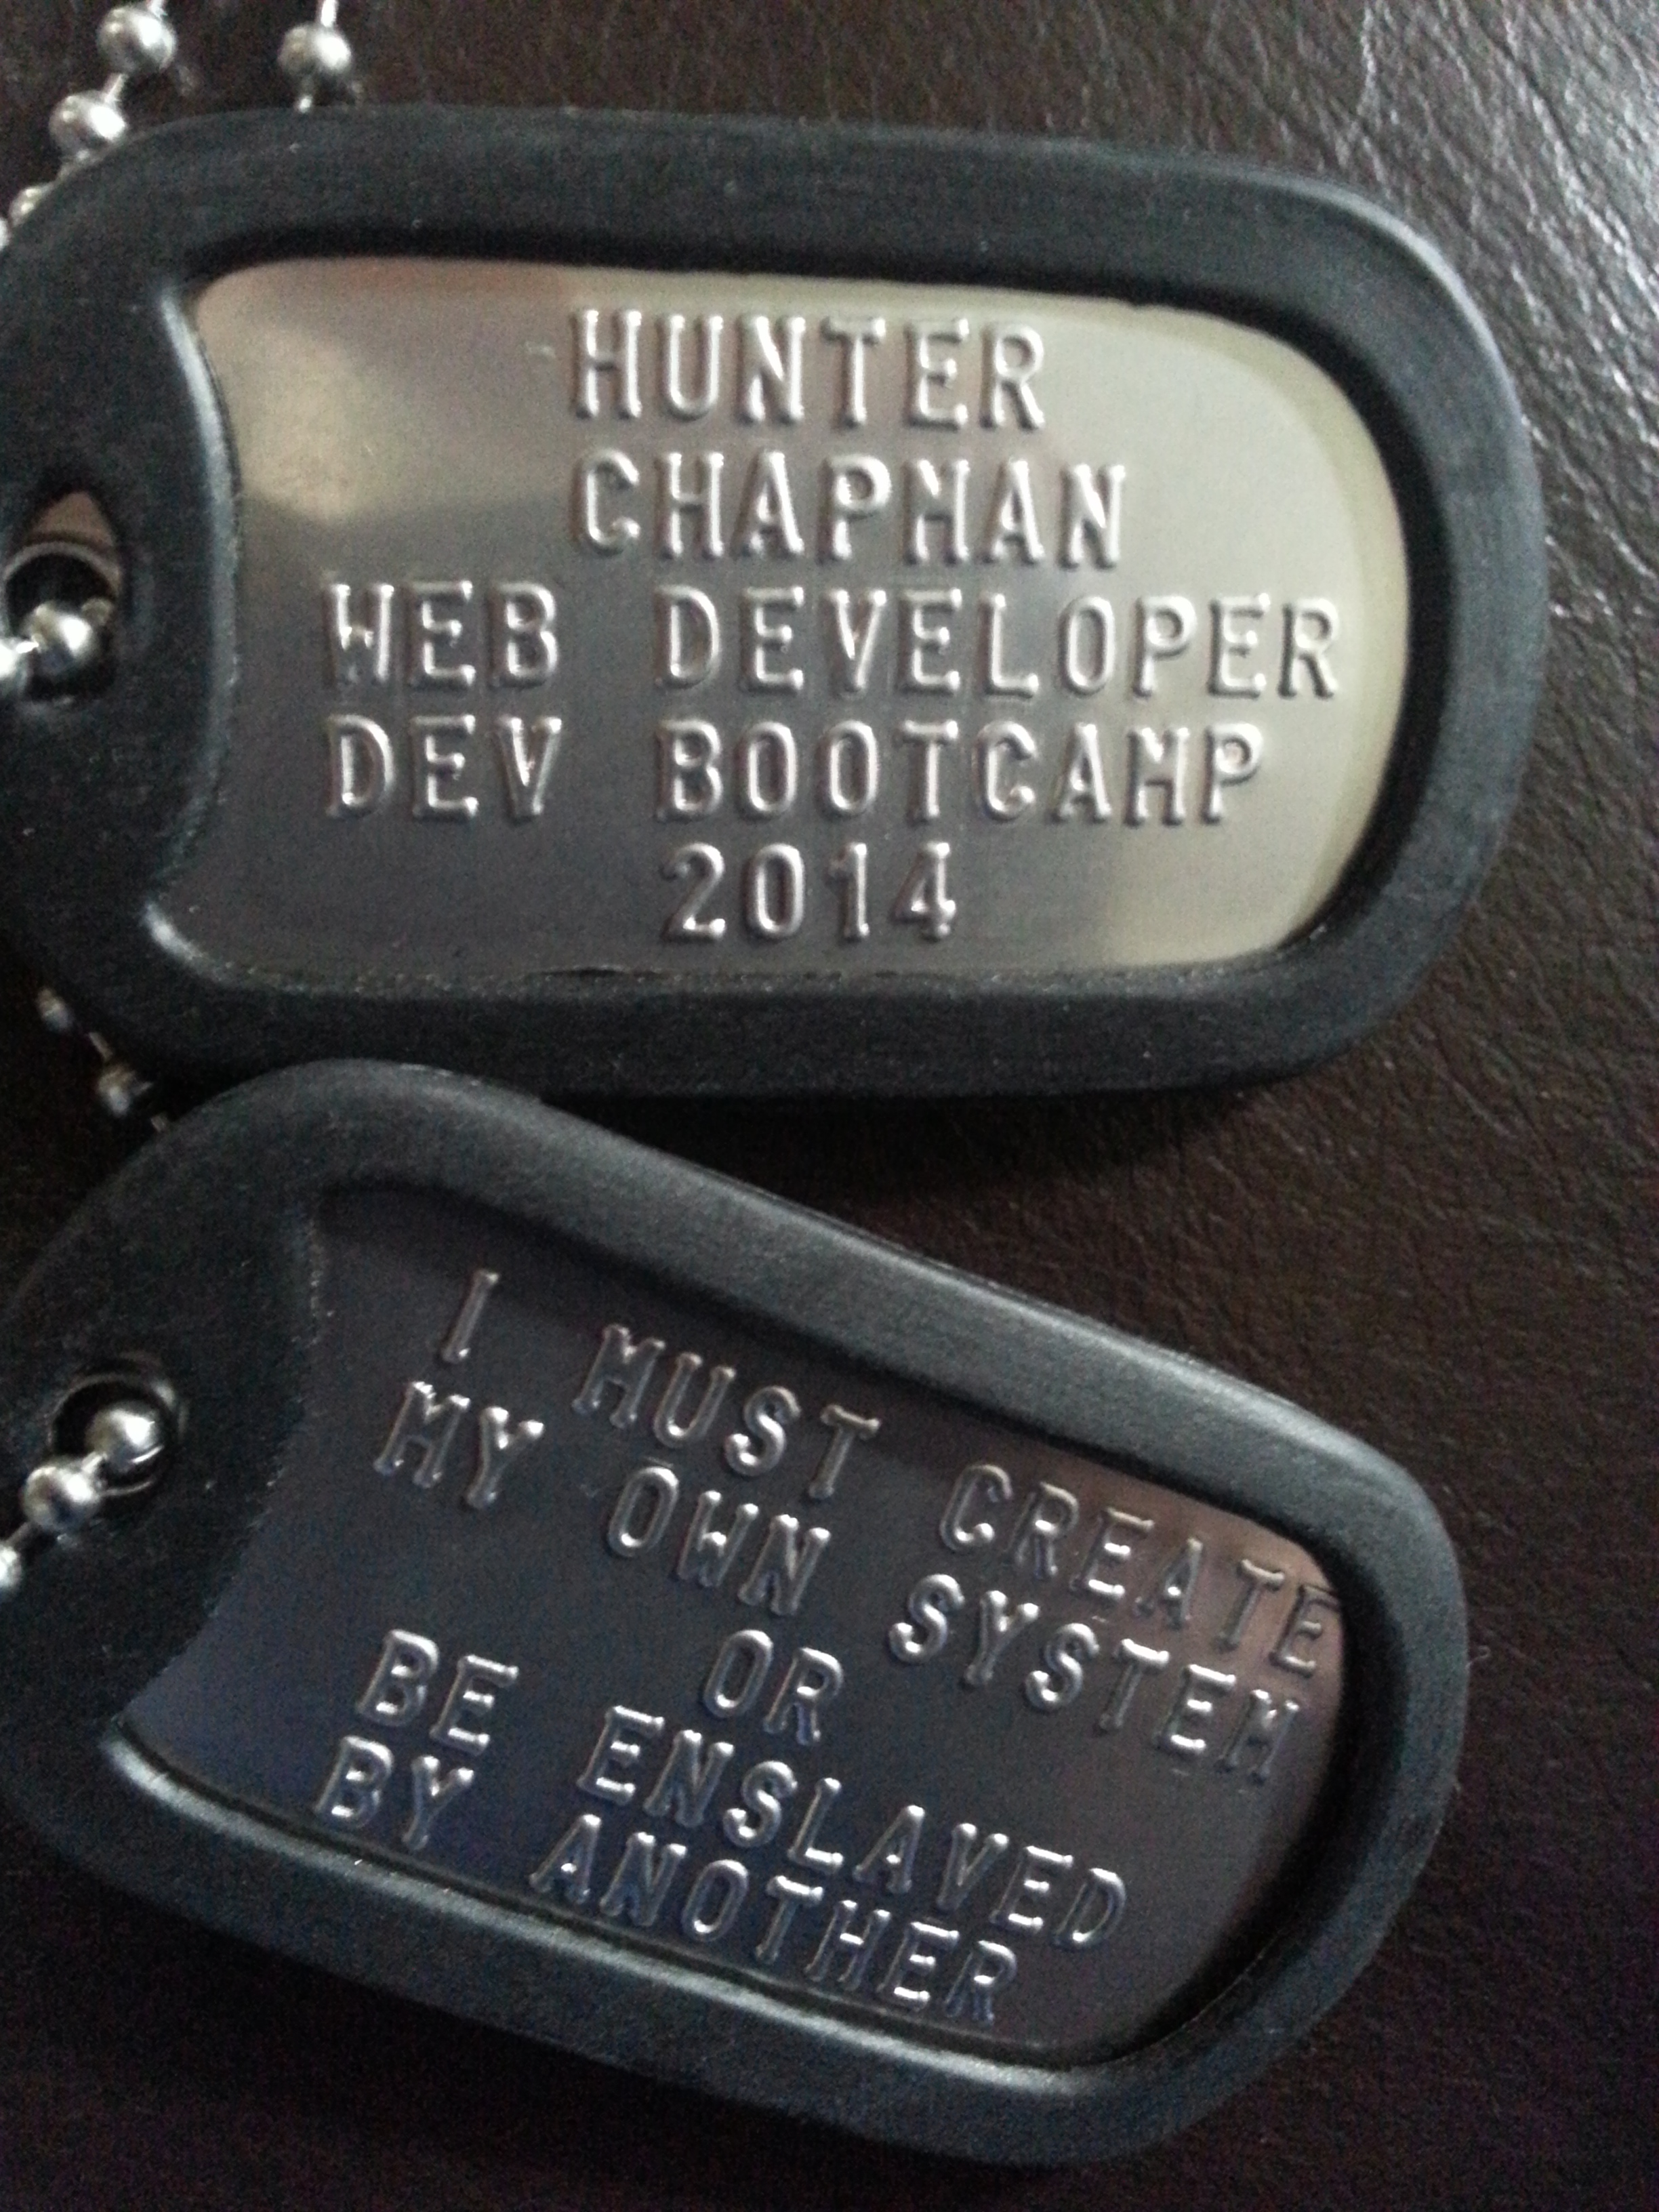 HUNTER
CHAPMAN
WEB DEVELOPER
DEV BOOTCAMP
2014
I MUST CREATE
MY OWN SYSTEM
OR
BE ENSLAVED
BY ANOTHER